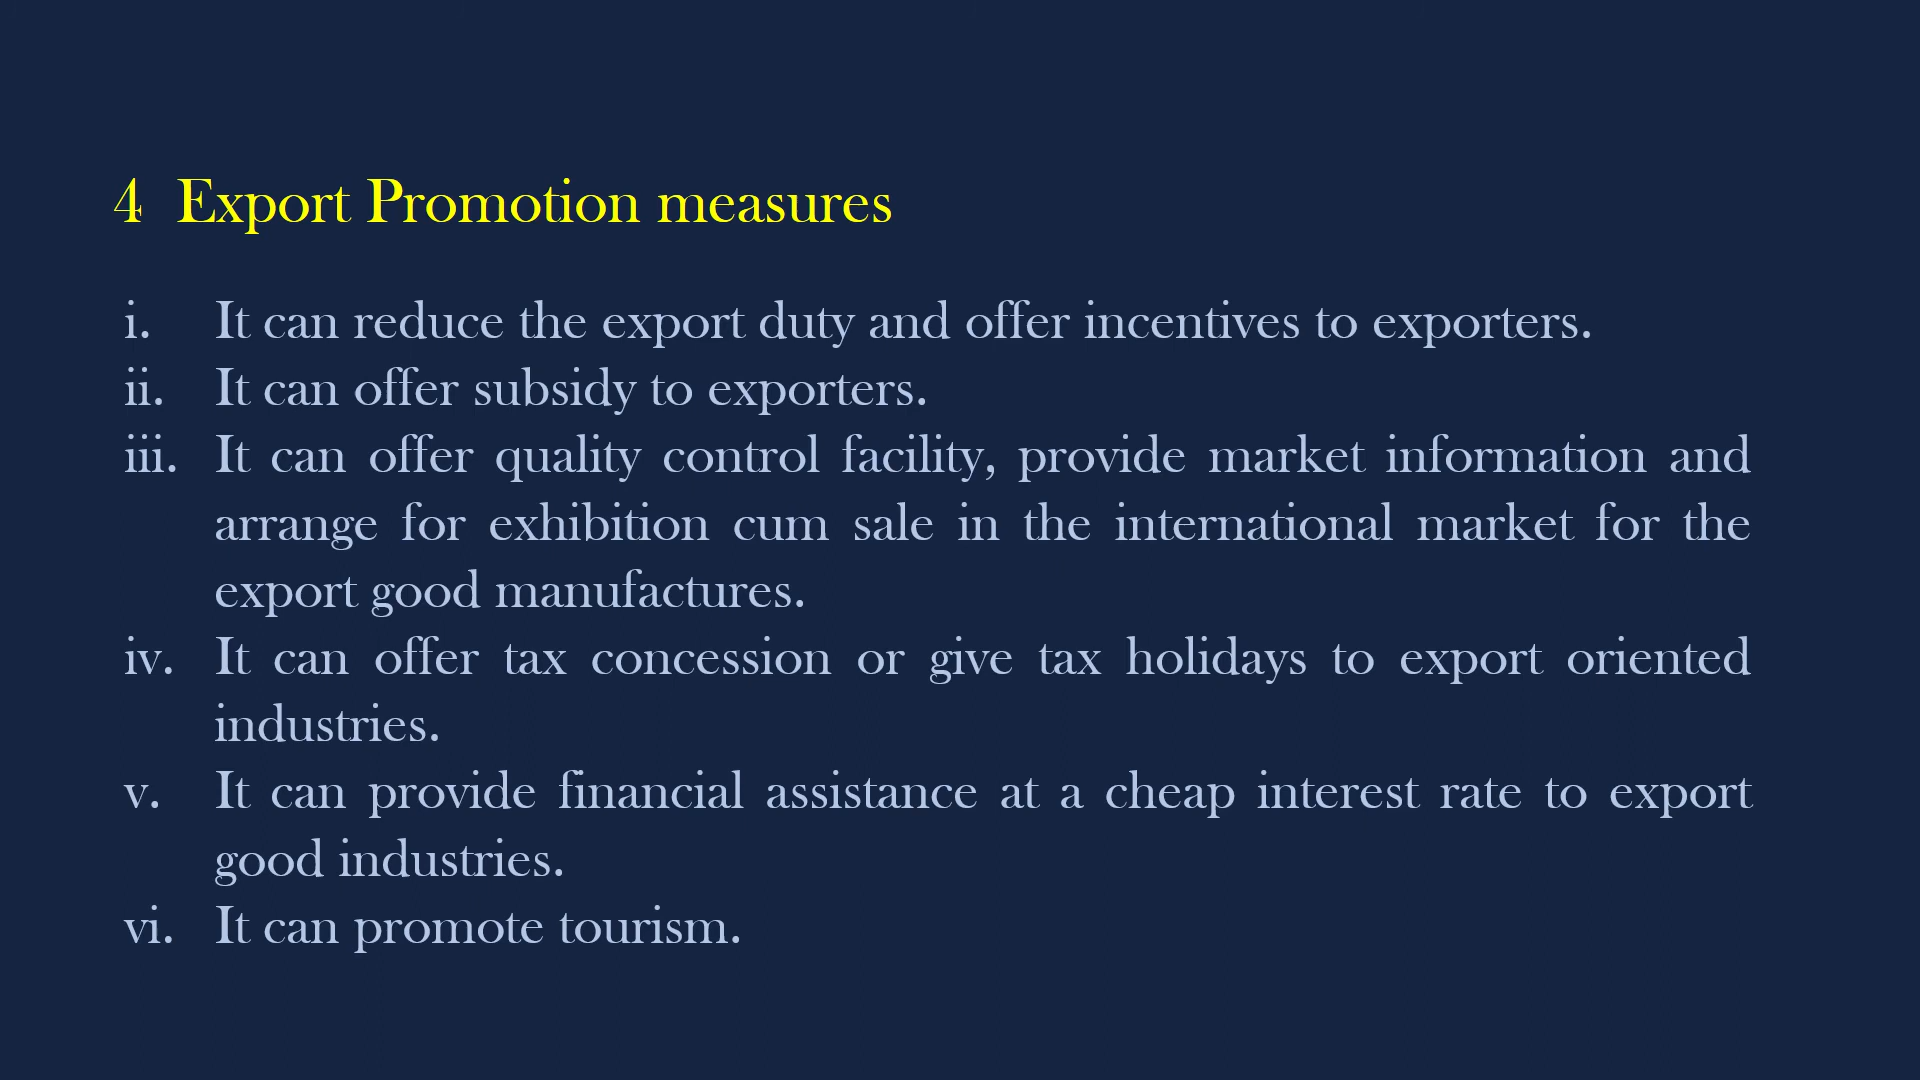 4 Export Promotion measures
i. It can reduce the export duty and offer incentives to exporters.
ii. It can offer subsidy to exporters.
iii. It can offer quality control facility, provide market information and
arrange for exhibition cum sale in the international market for the
export good manufactures.
iv. It can offer tax concession or give tax holidays to export oriented
industries.
v. It can provide financial assistance at a cheap interest rate to export
good industries.
vi. It can promote tourism.